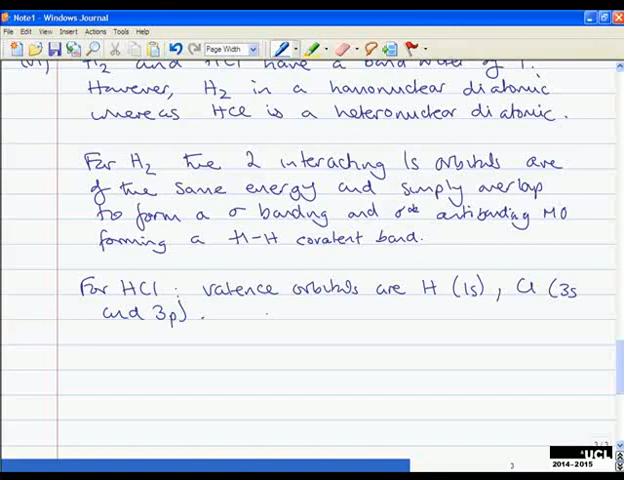 Note1 - Windows Journal
File Edit View Insert Actions Tools Help
Page Width
(vi) H2 and HCl have a bond order of 1.
However, H2 is a homonuclear diatomic
whereas HCl is a heteronuclear diatomic.
For H2 the 2 interacting 1s orbitals are
of the same energy and simply overlap
to form a σ bonding and σ* antibonding MO
forming a H-H covalent bond.
For HCl : valence orbitals are H (1s), Cl (3s
and 3p).
3
3/3
UCL
2014-2015